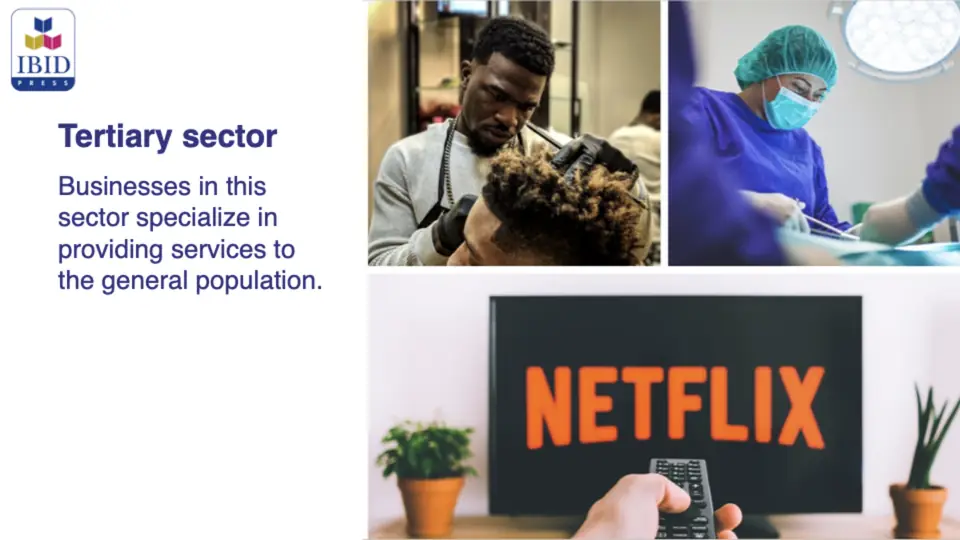 IBID
PRESS
Tertiary sector
Businesses in this
sector specialize in
providing services to
the general population.
NETFLIX